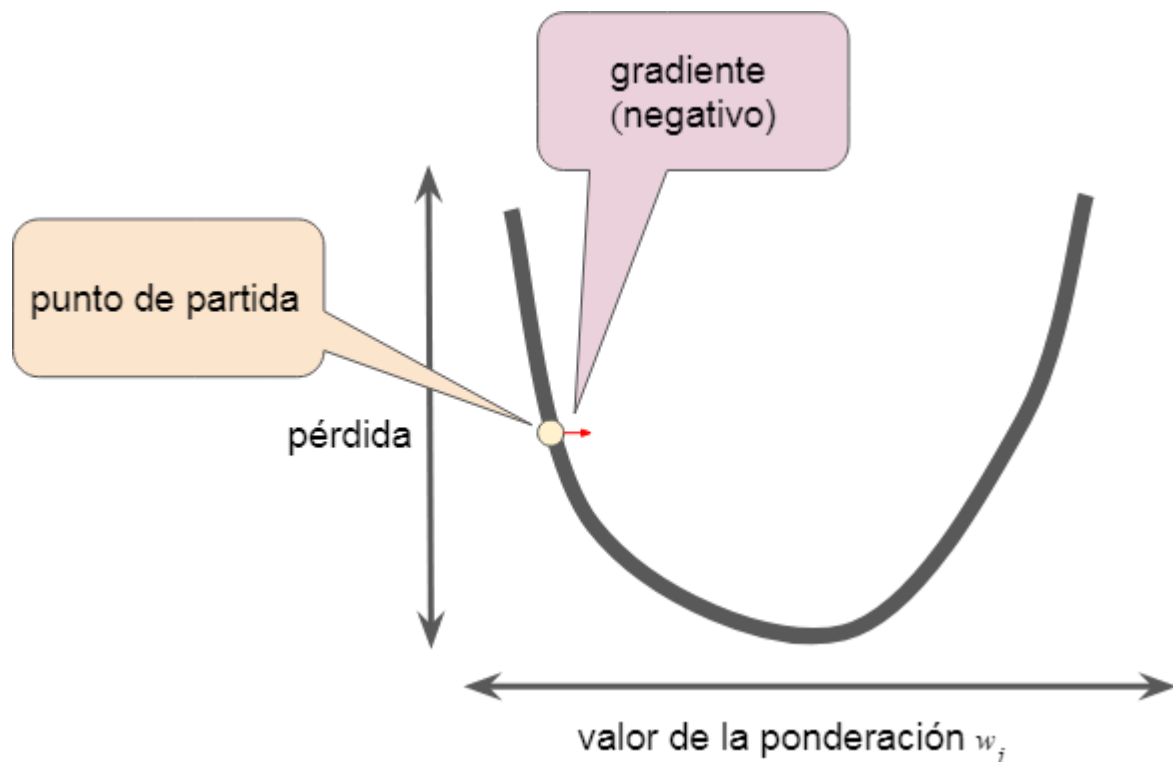 gradiente
(negativo)
punto de partida
pérdida
valor de la ponderación wᵢ